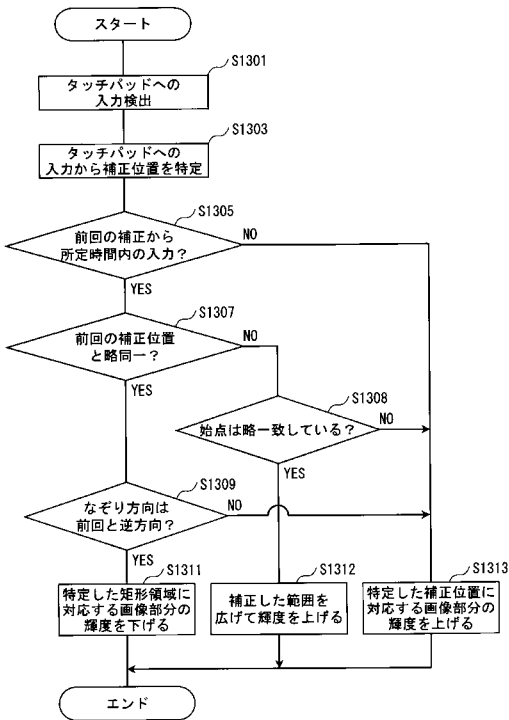 スタート
S1301
タッチパッドへの
入力検出
S1303
タッチパッドへの
入力から補正位置を特定
S1305
前回の補正から
所定時間内の入力?
NO
YES
S1307
前回の補正位置
と略同一?
NO
YES
S1308
始点は略一致している?
NO
YES
S1309
なぞり方向は
前回と逆方向?
NO
YES
S1311
特定した矩形領域に
対応する画像部分の
輝度を下げる
S1312
補正した範囲を
広げて輝度を上げる
S1313
特定した補正位置に
対応する画像部分の
輝度を上げる
エンド